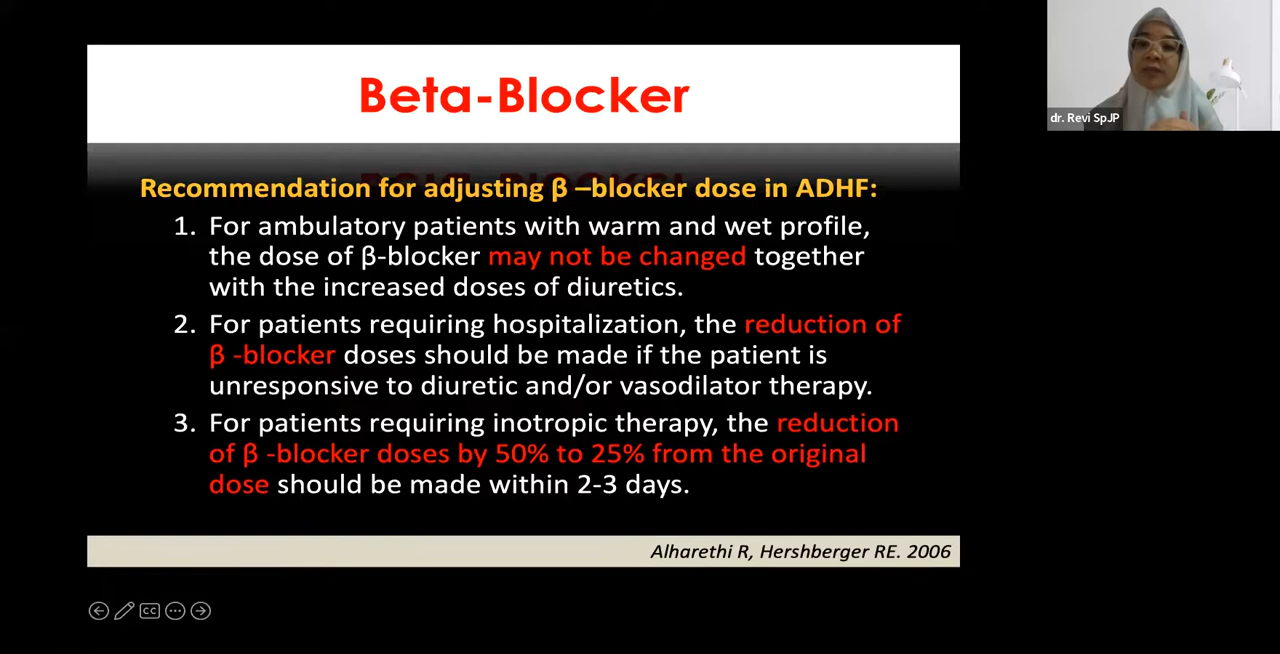 Beta-Blocker
Recommendation for adjusting β –blocker dose in ADHF:
1. For ambulatory patients with warm and wet profile,
the dose of β-blocker may not be changed together
with the increased doses of diuretics.
2. For patients requiring hospitalization, the reduction of
β -blocker doses should be made if the patient is
unresponsive to diuretic and/or vasodilator therapy.
3. For patients requiring inotropic therapy, the reduction
of β -blocker doses by 50% to 25% from the original
dose should be made within 2-3 days.
Alharethi R, Hershberger RE. 2006
dr. Revi SpJP
CC